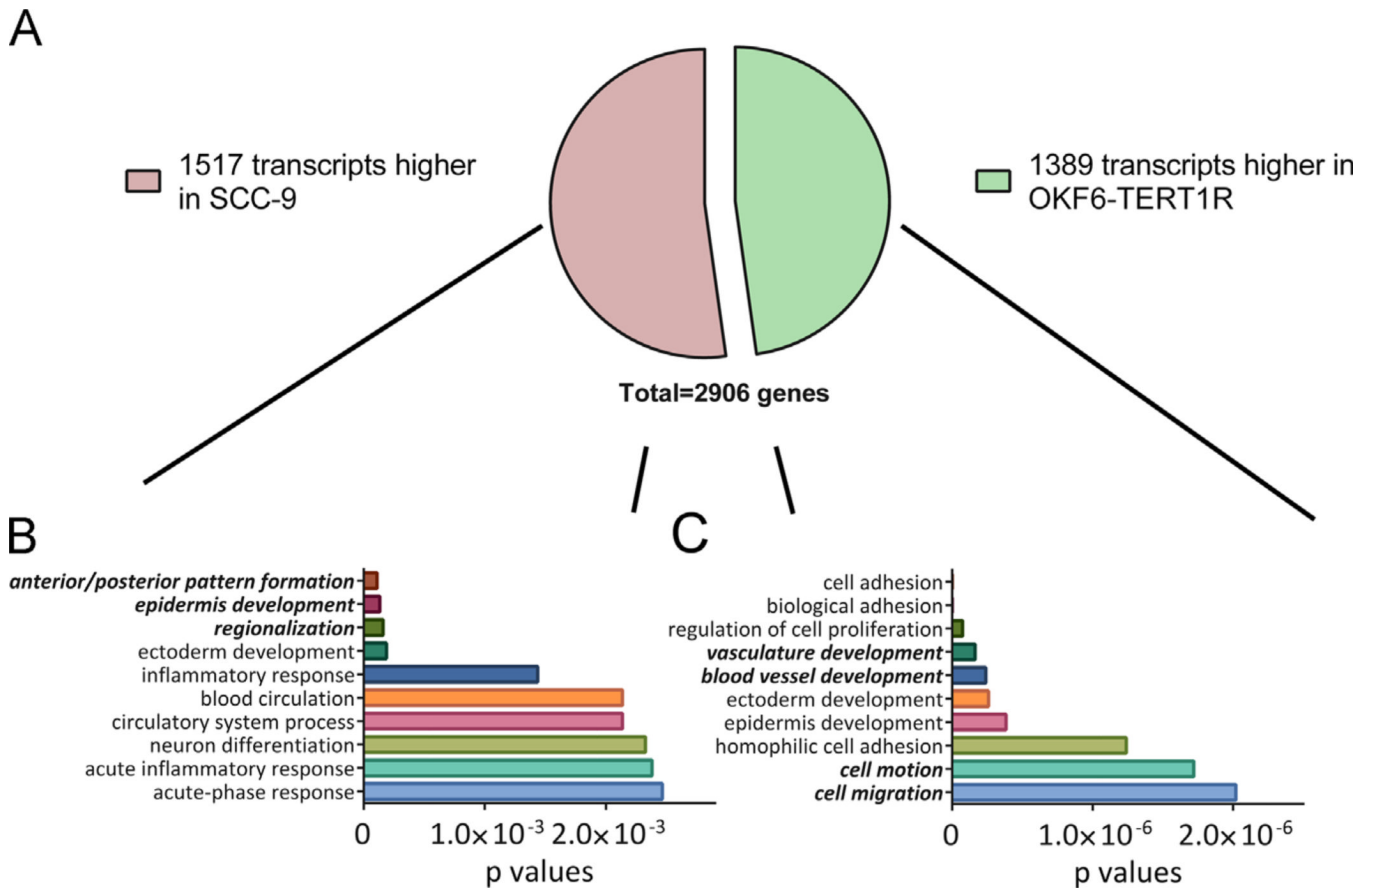 A
1517 transcripts higher
in SCC-9
1389 transcripts higher in
OKF6-TERT1R
Total=2906 genes
B
anterior/posterior pattern formation
epidermis development
regionalization
ectoderm development
inflammatory response
blood circulation
circulatory system process
neuron differentiation
acute inflammatory response
acute-phase response
0
1.0×10-3
2.0×10-3
p values
C
cell adhesion
biological adhesion
regulation of cell proliferation
vasculature development
blood vessel development
ectoderm development
epidermis development
homophilic cell adhesion
cell motion
cell migration
0
1.0×10-6
2.0×10-6
p values